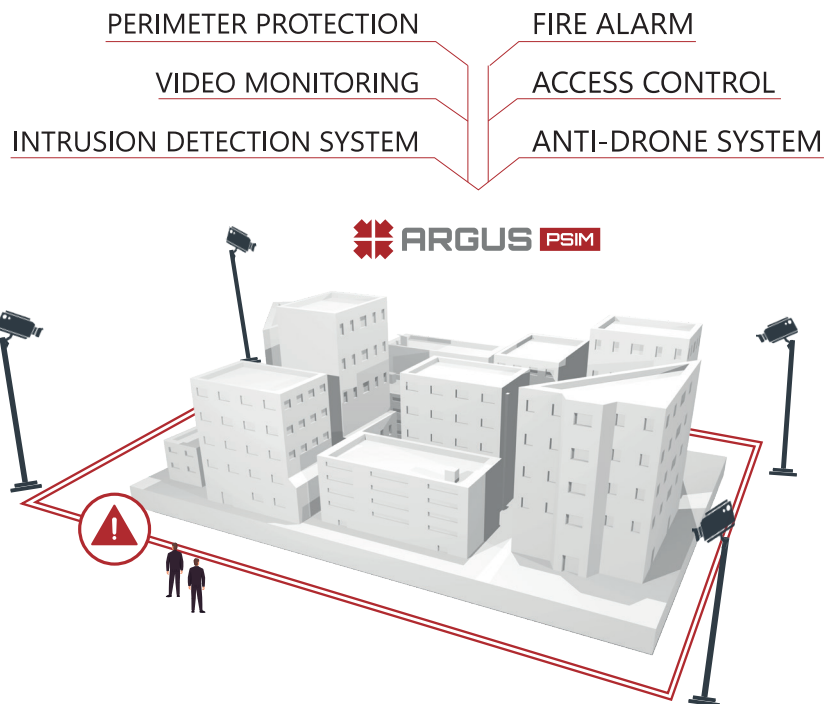 PERIMETER PROTECTION
FIRE ALARM
VIDEO MONITORING
ACCESS CONTROL
INTRUSION DETECTION SYSTEM
ANTI-DRONE SYSTEM
ARGUS PSIM
!